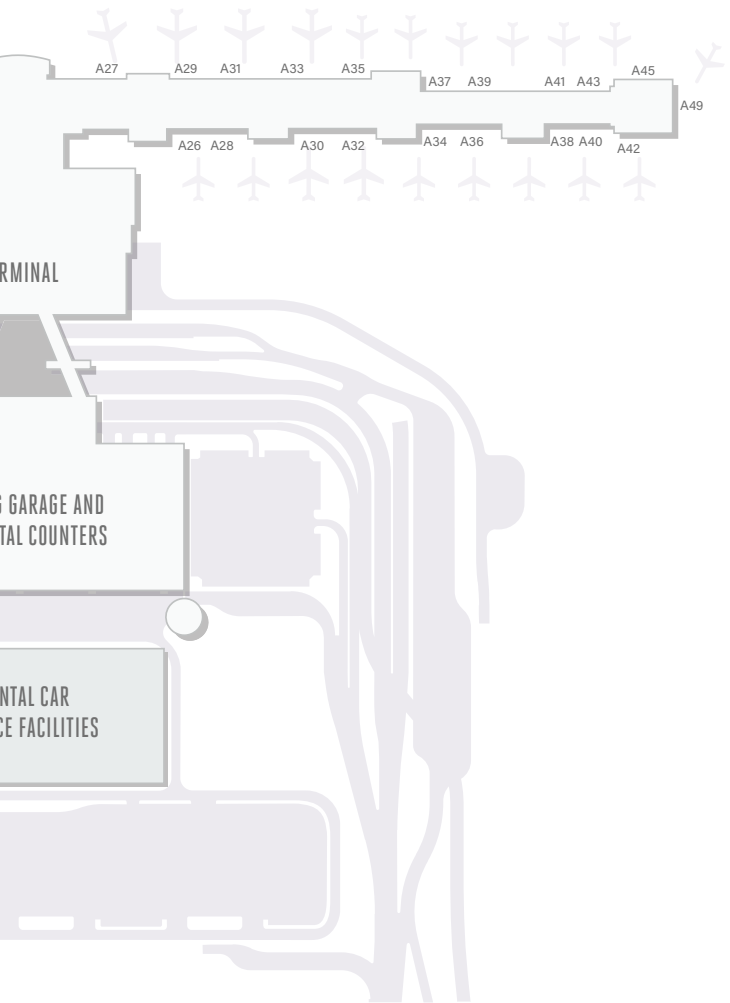 A27 A29 A31 A33 A35
A37 A39 A41 A43 A45
A49
A26 A28 A30 A32 A34 A36 A38 A40 A42
RMINAL
GARAGE AND
TAL COUNTERS
NTAL CAR
CE FACILITIES